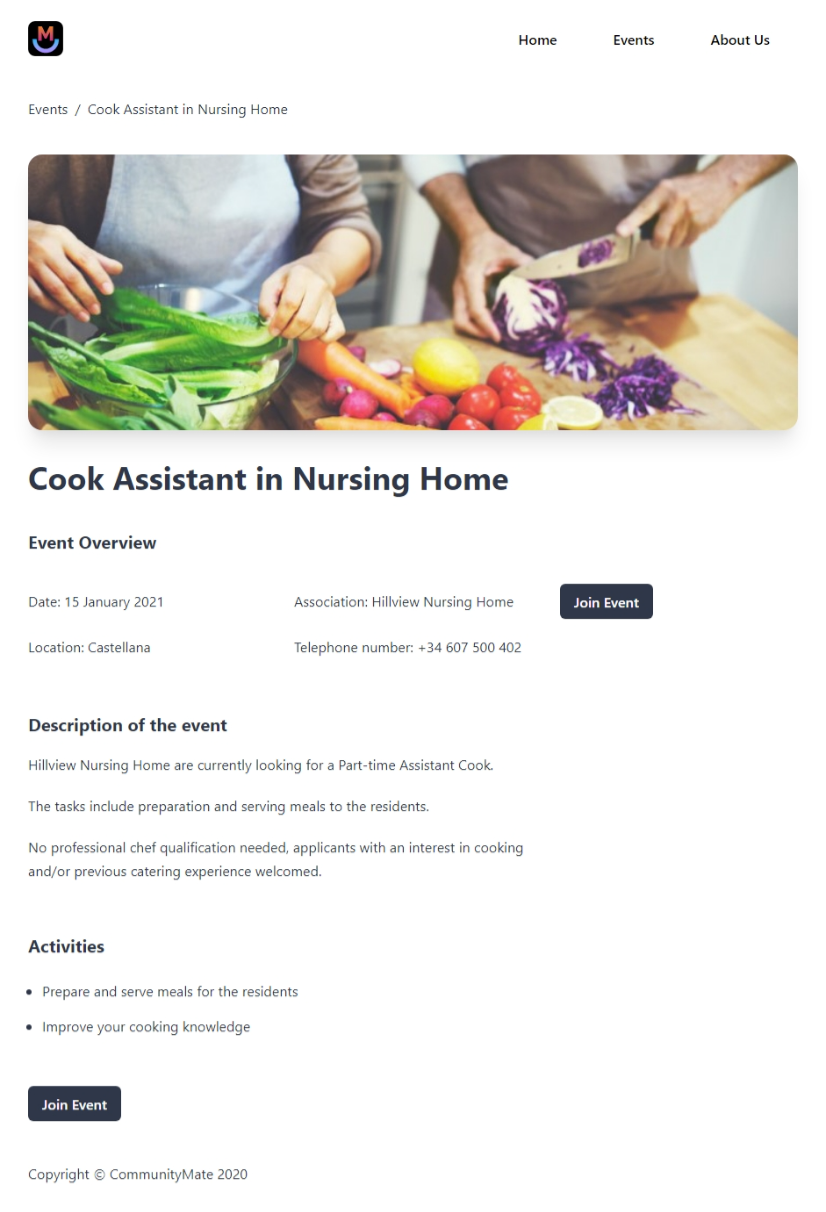 M
Home Events About Us
Events / Cook Assistant in Nursing Home
Cook Assistant in Nursing Home
Event Overview
Date: 15 January 2021 Association: Hillview Nursing Home Join Event
Location: Castellana Telephone number: +34 607 500 402
Description of the event
Hillview Nursing Home are currently looking for a Part-time Assistant Cook.
The tasks include preparation and serving meals to the residents.
No professional chef qualification needed, applicants with an interest in cooking
and/or previous catering experience welcomed.
Activities
• Prepare and serve meals for the residents
• Improve your cooking knowledge
Join Event
Copyright © CommunityMate 2020